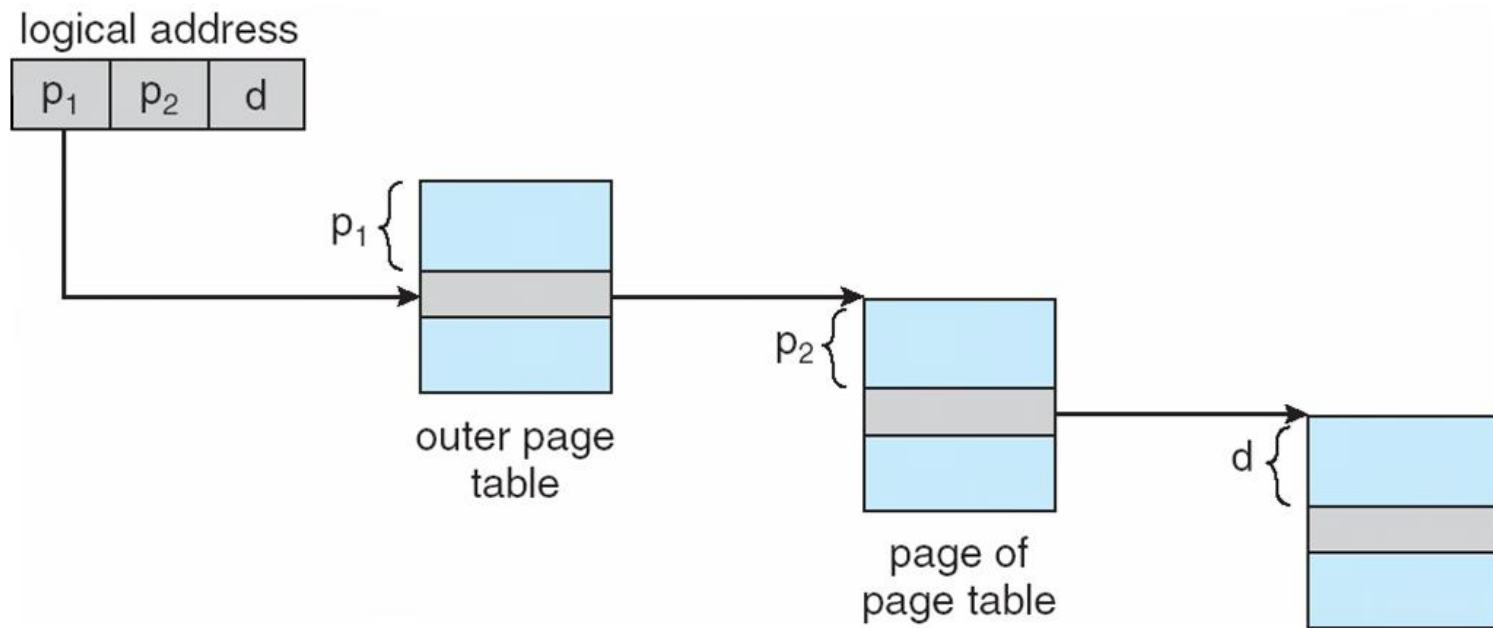 logical address
p₁ p₂ d
p₁
outer page
table
p₂
page of
page table
d